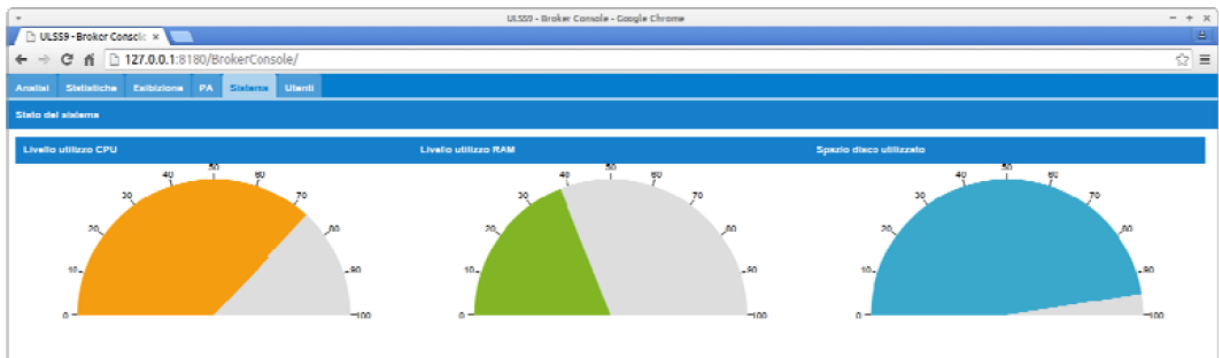 ULSS9 - Broker Console - Google Chrome
ULSS9 - Broker Console
127.0.0.1:8180/BrokerConsole/
Analisi Statistiche Esibizione PA Sistema Utenti
Stato del sistema
Livello utilizzo CPU Livello utilizzo RAM Spazio disco utilizzato
0 10 20 30 40 50 60 70 80 90 100
0 10 20 30 40 50 60 70 80 90 100
0 10 20 30 40 50 60 70 80 90 100